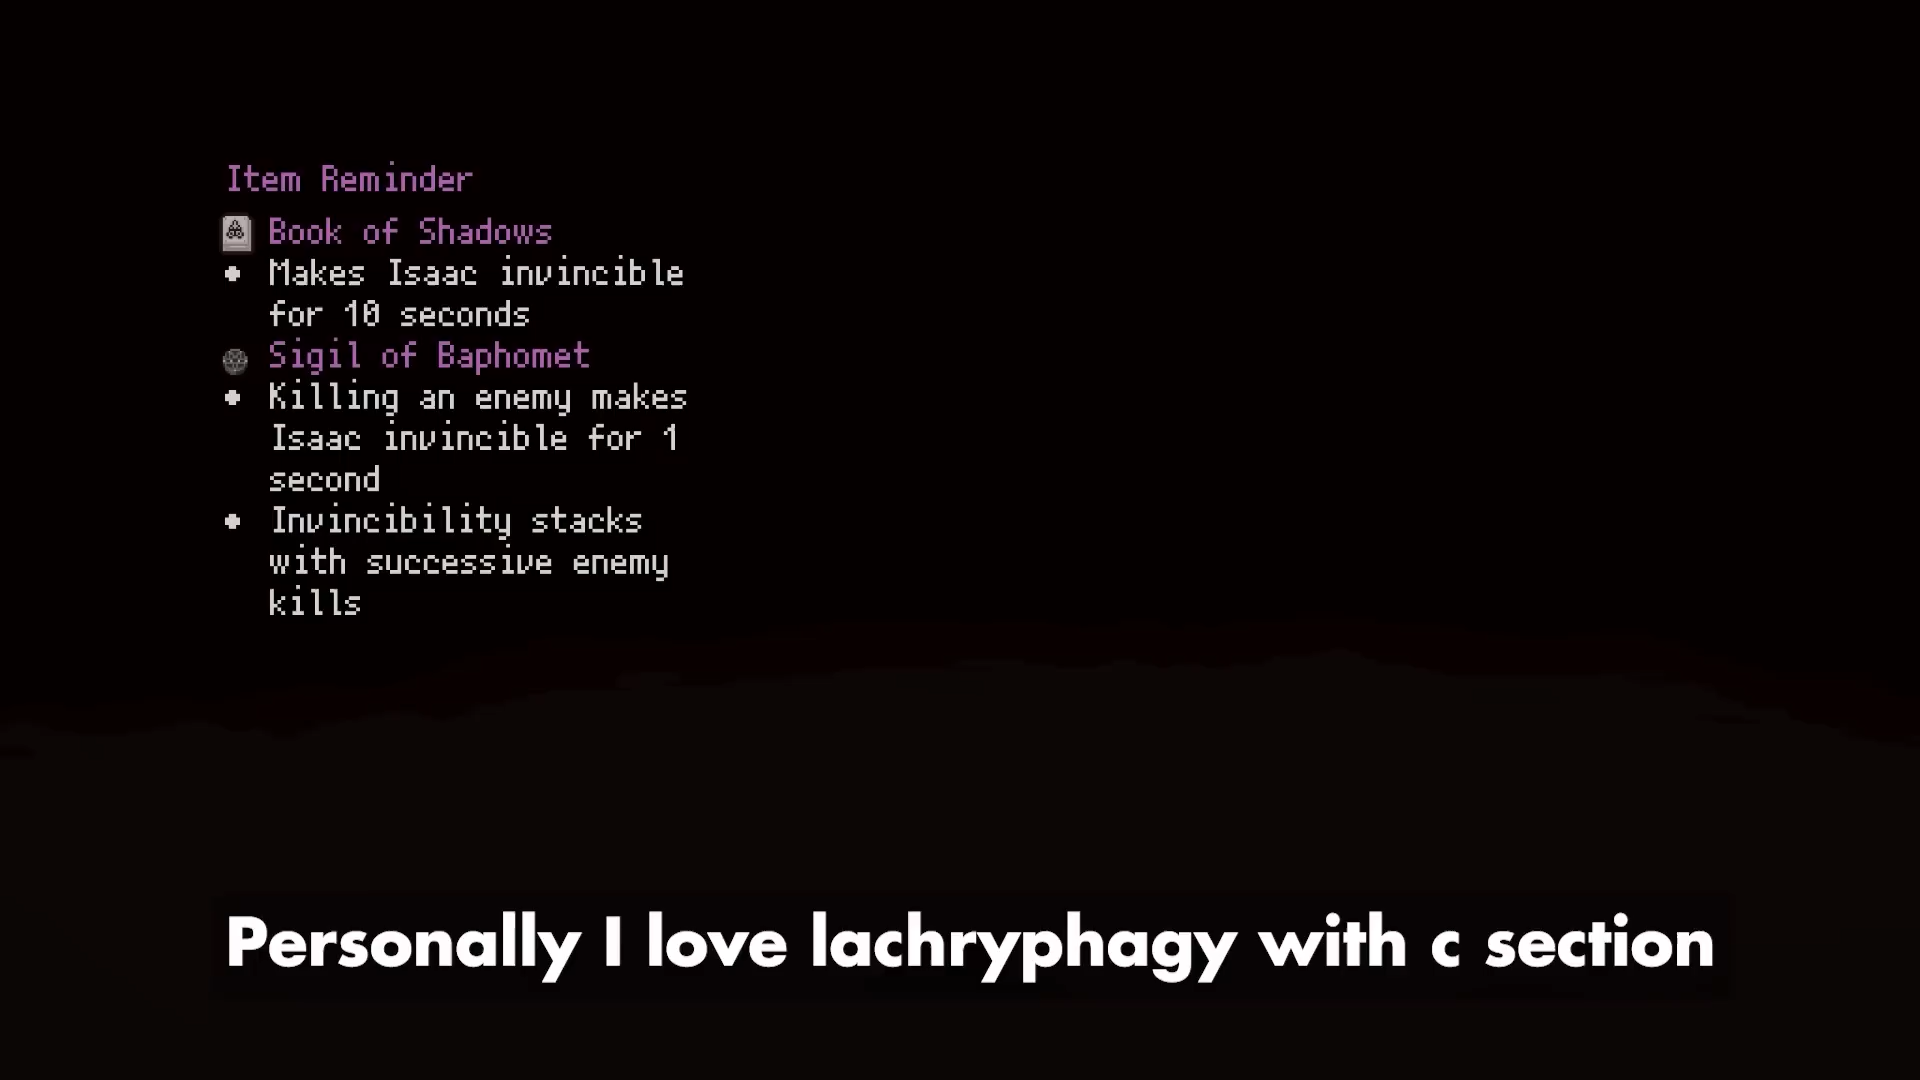 Item Reminder
Book of Shadows
• Makes Isaac invincible
for 10 seconds
Sigil of Baphomet
• Killing an enemy makes
Isaac invincible for 1
second
• Invincibility stacks
with successive enemy
kills
Personally I love lachryphagy with c section